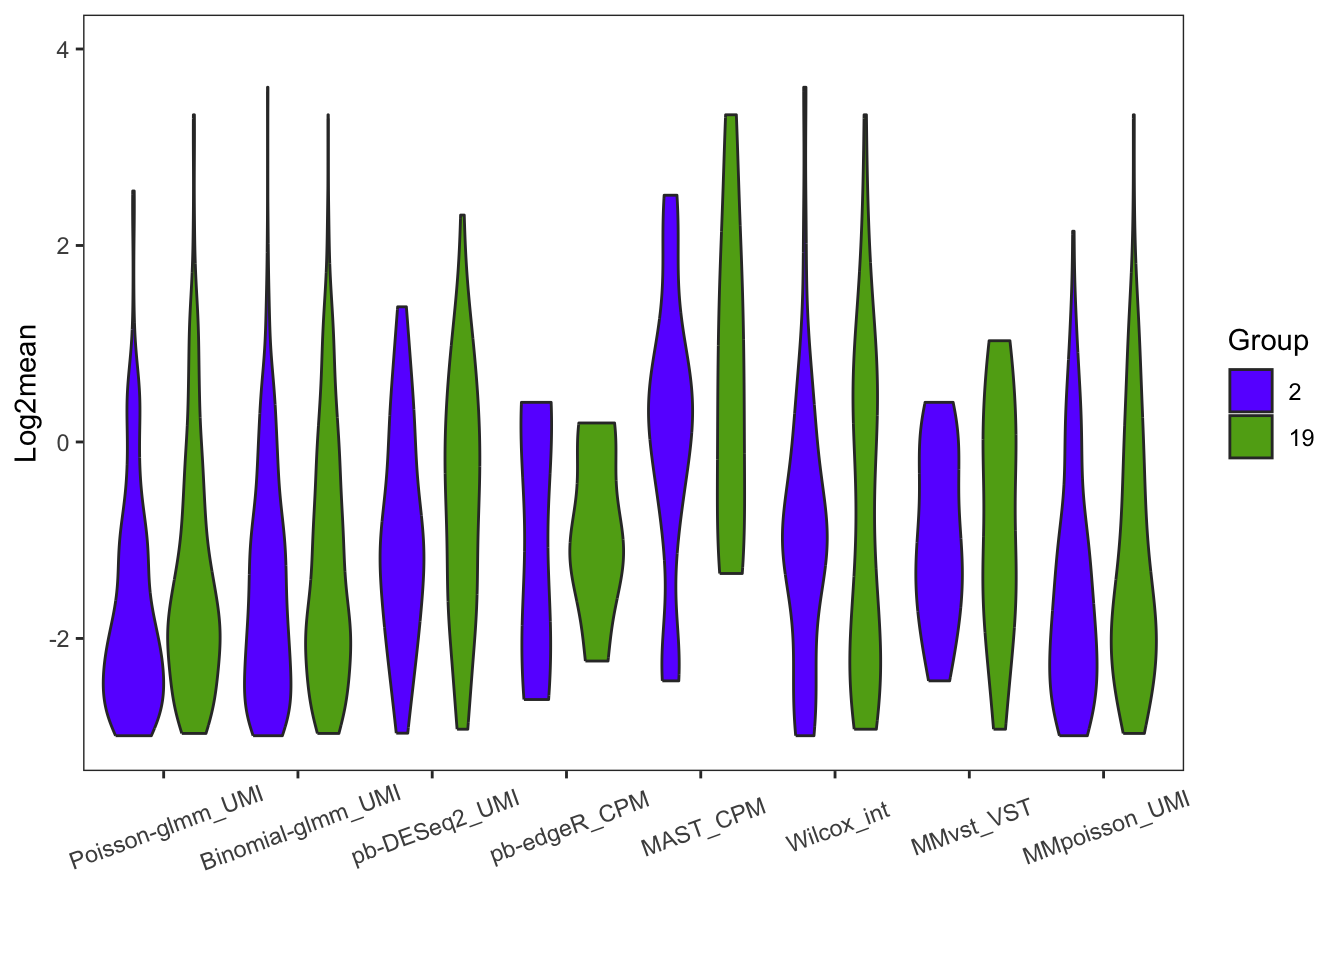 4
2
0
-2
Log2mean
Poisson-glmm_UMI
Binomial-glmm_UMI
pb-DESeq2_UMI
pb-edgeR_CPM
MAST_CPM
Wilcox_int
MMvst_VST
MMpoisson_UMI
Group
2
19